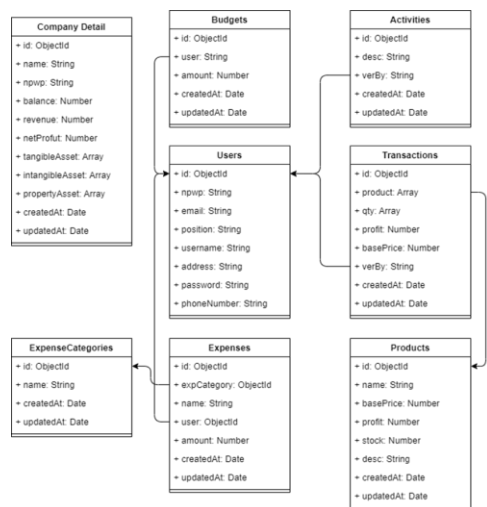 Company Detail
+ id: ObjectId
+ name: String
+ npwp: String
+ balance: Number
+ revenue: Number
+ netProfut: Number
+ tangibleAsset: Array
+ intangibleAsset: Array
+ propertyAsset: Array
+ createdAt: Date
+ updatedAt: Date
Budgets
+ id: ObjectId
+ user: String
+ amount: Number
+ createdAt: Date
+ updatedAt: Date
Activities
+ id: ObjectId
+ desc: String
+ verBy: String
+ createdAt: Date
+ updatedAt: Date
Users
+ id: ObjectId
+ npwp: String
+ email: String
+ position: String
+ username: String
+ address: String
+ password: String
+ phoneNumber: String
Transactions
+ id: ObjectId
+ product: Array
+ qty: Array
+ profit: Number
+ basePrice: Number
+ verBy: String
+ createdAt: Date
+ updatedAt: Date
ExpenseCategories
+ id: ObjectId
+ name: String
+ createdAt: Date
+ updatedAt: Date
Expenses
+ id: ObjectId
+ expCategory: ObjectId
+ name: String
+ user: ObjectId
+ amount: Number
+ createdAt: Date
+ updatedAt: Date
Products
+ id: ObjectId
+ name: String
+ basePrice: Number
+ profit: Number
+ stock: Number
+ desc: String
+ createdAt: Date
+ updatedAt: Date